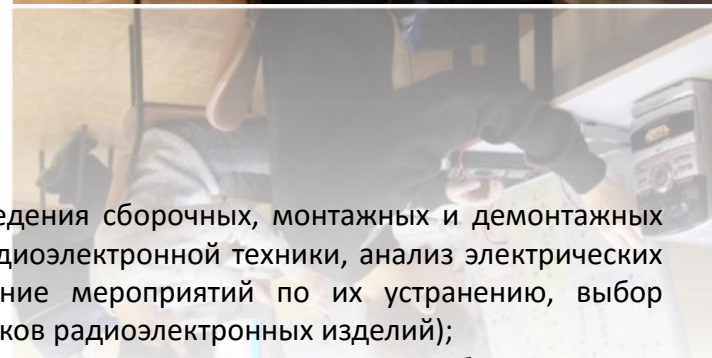 едения сборочных, монтажных и демонтажных
диоэлектронной техники, анализ электрических
ние мероприятий по их устранению, выбор
ков радиоэлектронных изделий);